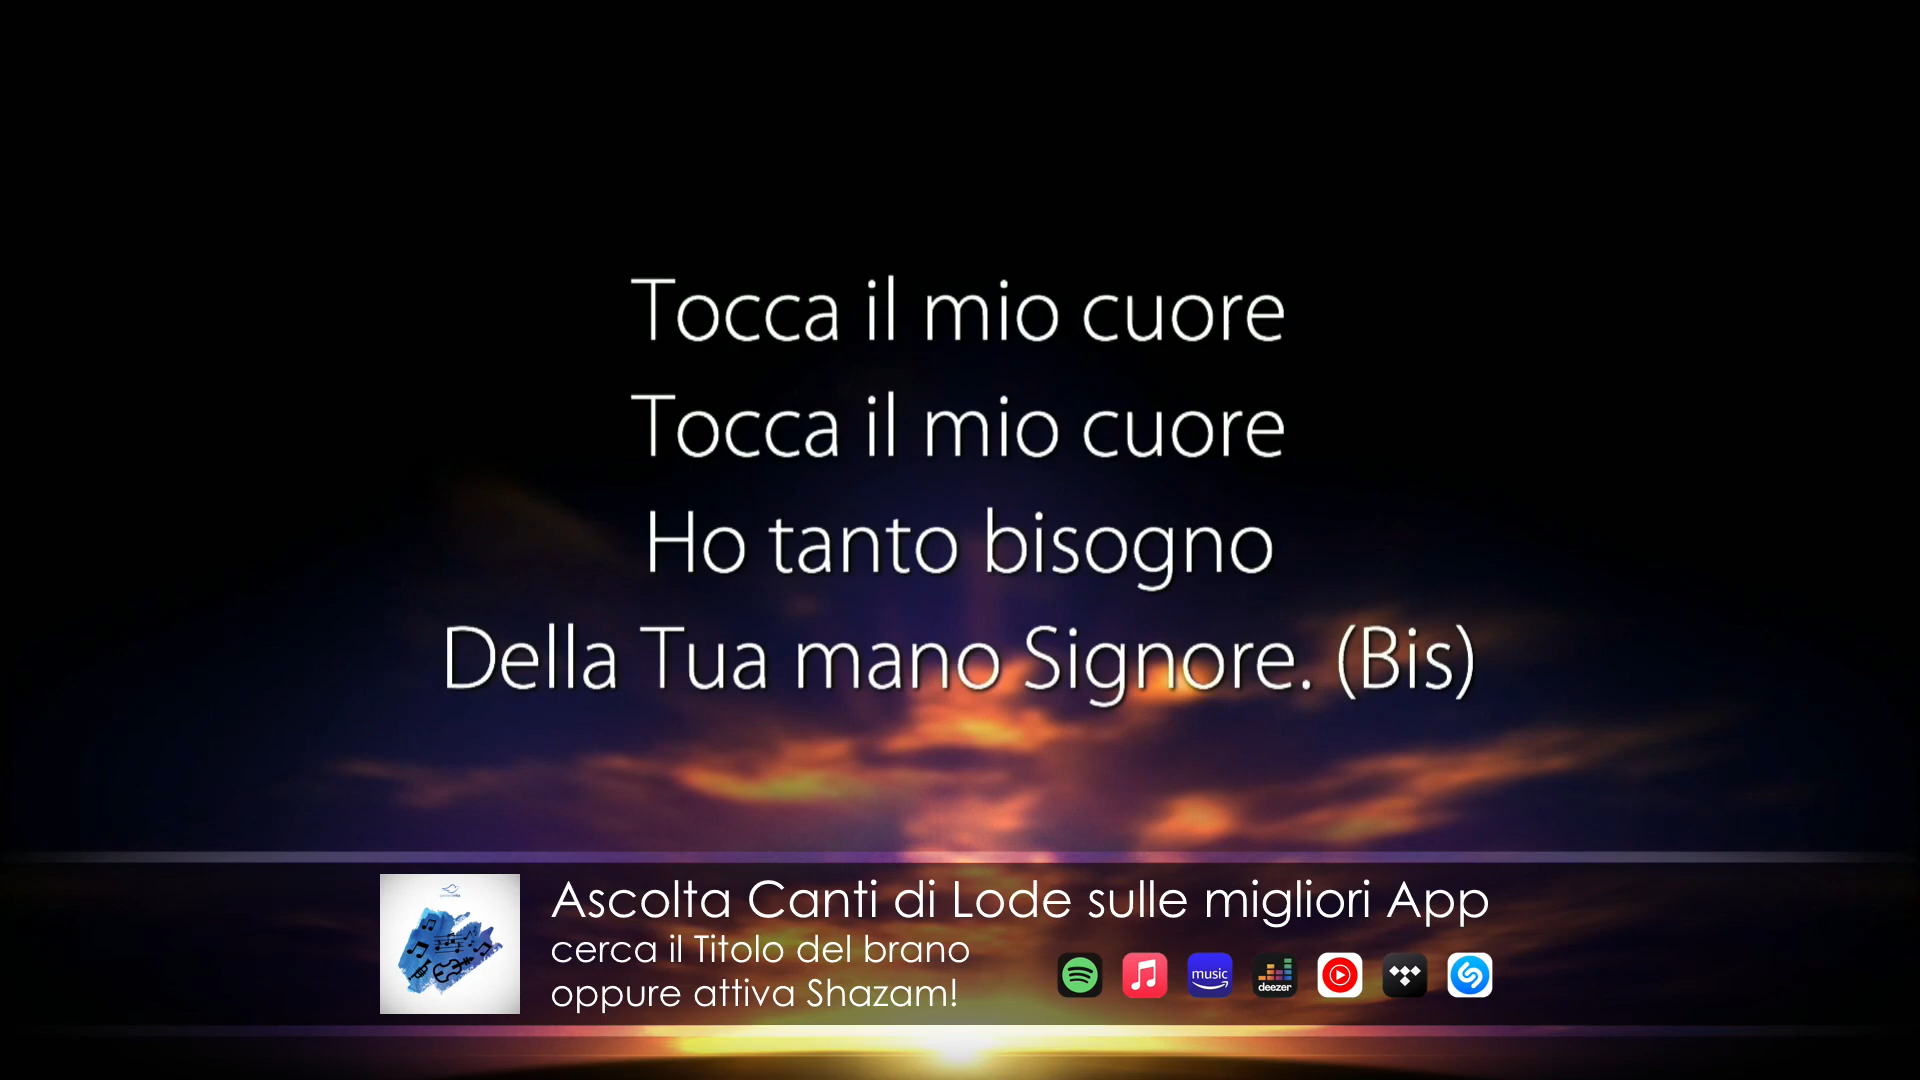 Tocca il mio cuore
Tocca il mio cuore
Ho tanto bisogno
Della Tua mano Signore. (Bis)
Ascolta Canti di Lode sulle migliori App
cerca il Titolo del brano
oppure attiva Shazam!
music
deezer